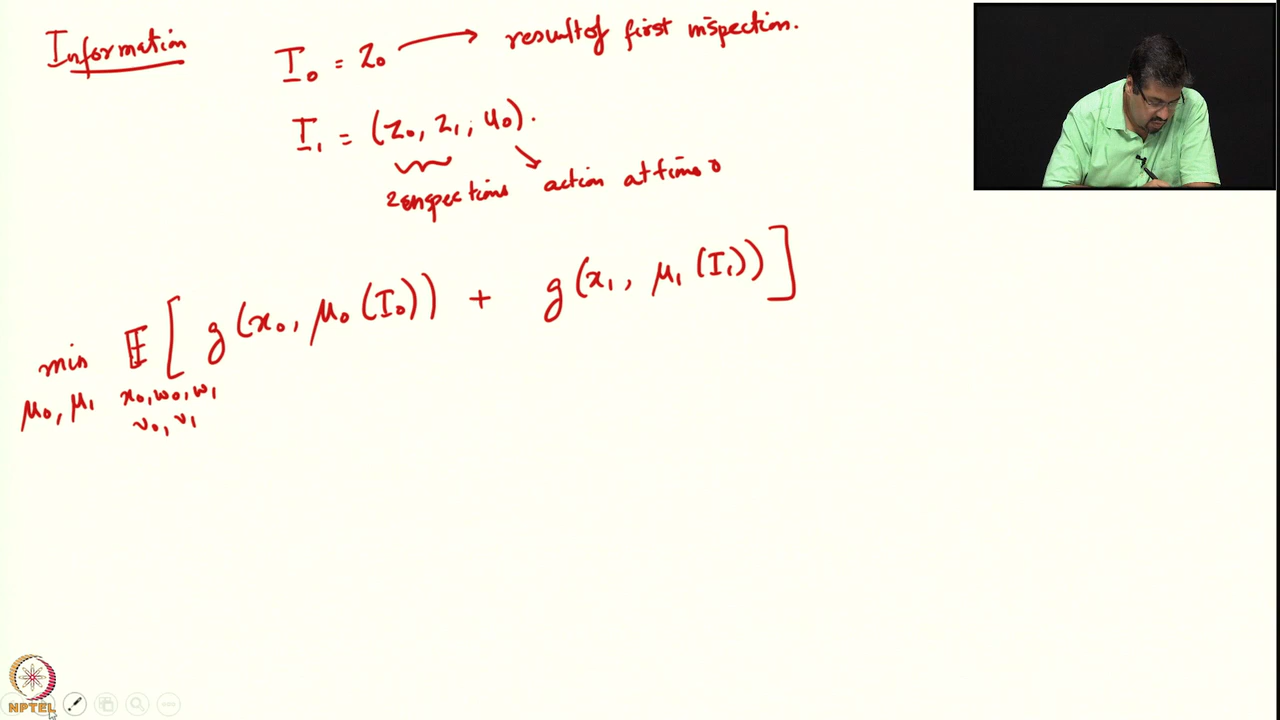 Information
I₀ = z₀ → result of first inspection.
I₁ = (z₀, z₁, u₀).
2 inspections action at time 0
min 𝔼 [ g(x₀, μ₀(I₀)) + g(x₁, μ₁(I₁)) ]
μ₀, μ₁ x₀, w₀, w₁
v₀, v₁
NPTEL